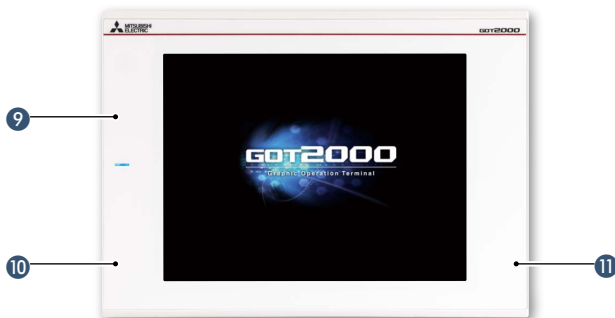 MITSUBISHI
ELECTRIC
GOT2000
GOT2000
Graphic Operation Terminal
9
10
11